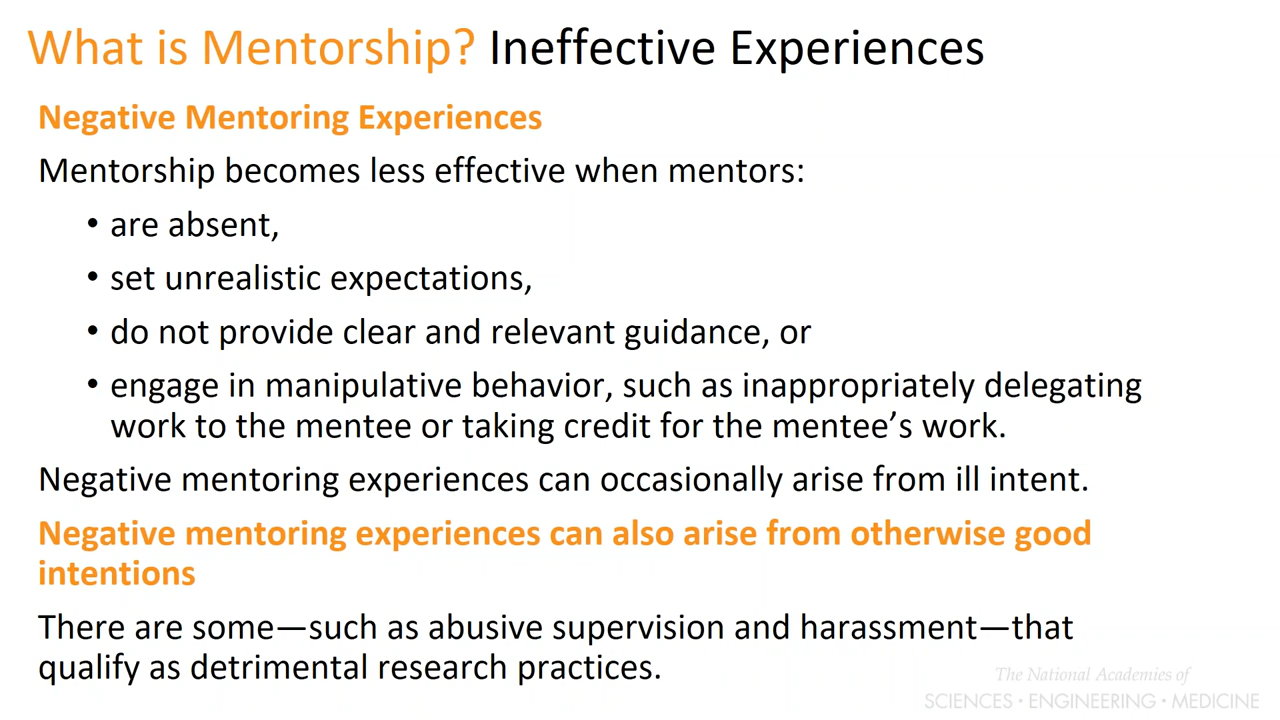 What is Mentorship? Ineffective Experiences
Negative Mentoring Experiences
Mentorship becomes less effective when mentors:
• are absent,
• set unrealistic expectations,
• do not provide clear and relevant guidance, or
• engage in manipulative behavior, such as inappropriately delegating
work to the mentee or taking credit for the mentee’s work.
Negative mentoring experiences can occasionally arise from ill intent.
Negative mentoring experiences can also arise from otherwise good
intentions
There are some—such as abusive supervision and harassment—that
qualify as detrimental research practices.
The National Academies of
SCIENCES · ENGINEERING · MEDICINE